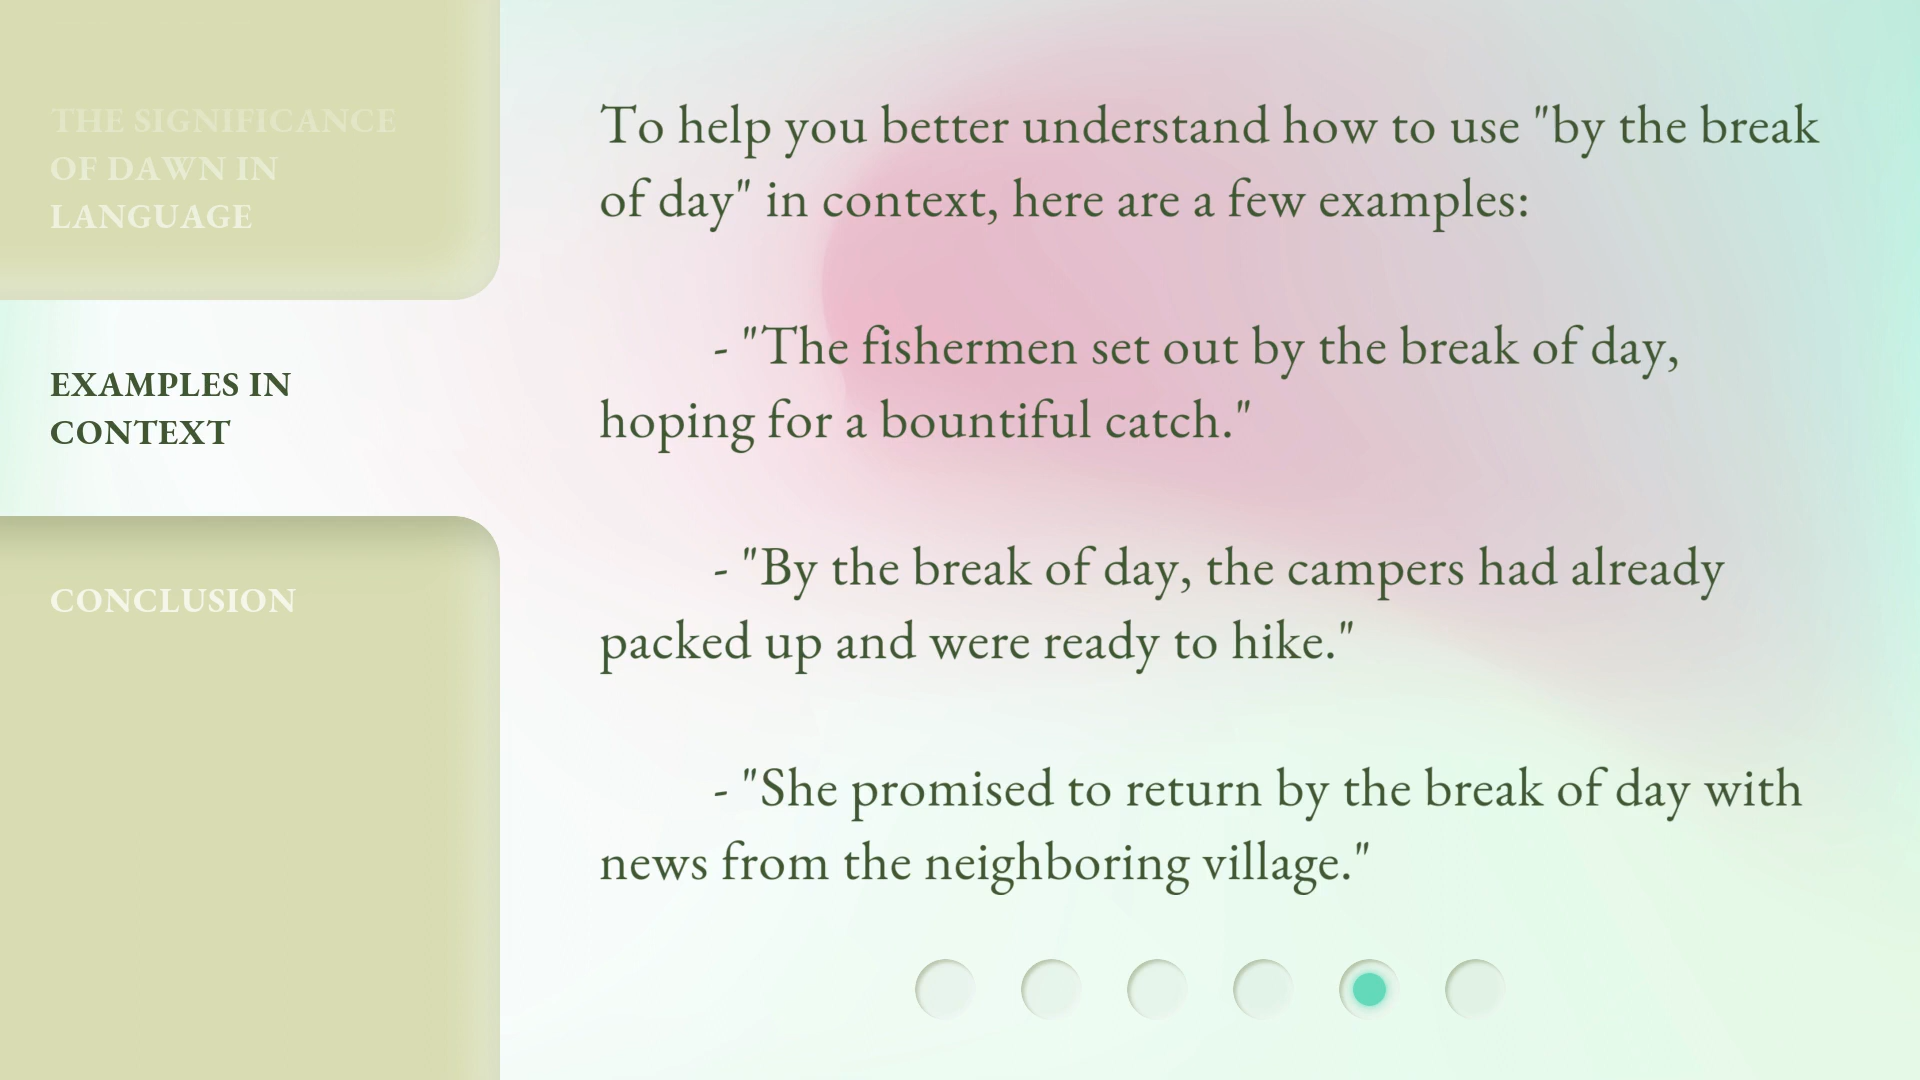 THE SIGNIFICANCE
OF DAWN IN
LANGUAGE
EXAMPLES IN
CONTEXT
CONCLUSION
To help you better understand how to use "by the break
of day" in context, here are a few examples:
- "The fishermen set out by the break of day,
hoping for a bountiful catch."
- "By the break of day, the campers had already
packed up and were ready to hike."
- "She promised to return by the break of day with
news from the neighboring village."